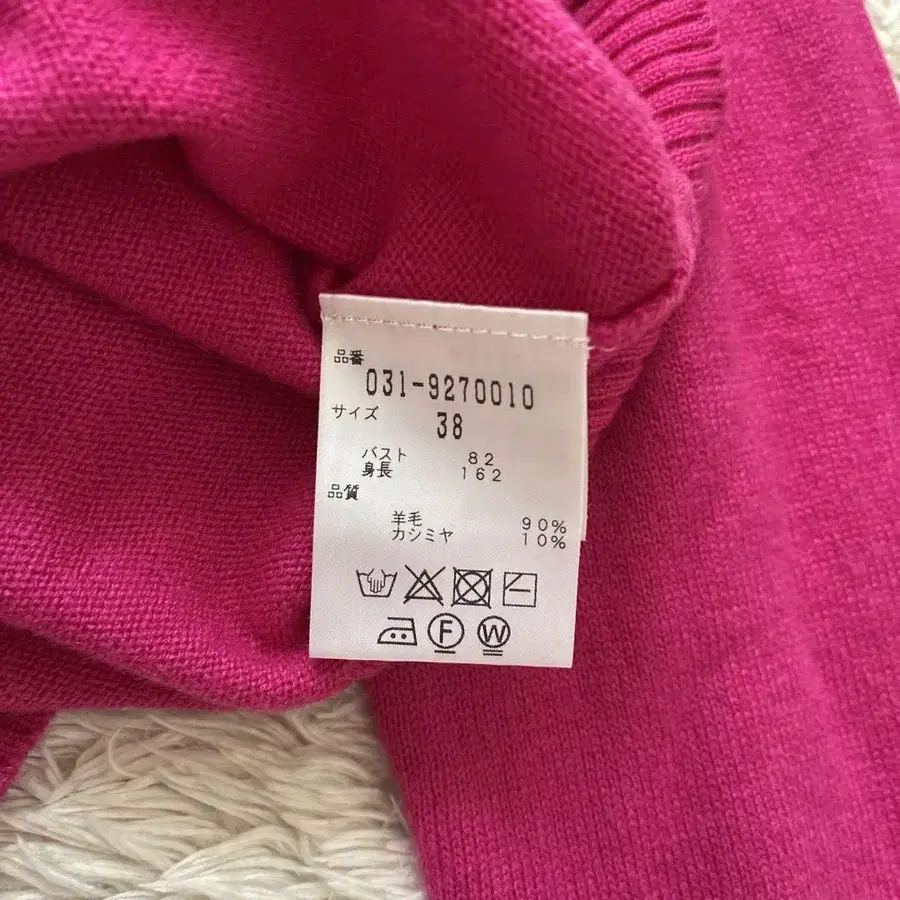 品番
031-9270010
サイズ 38
バスト 82
身長 162
品質
羊毛 90%
カシミヤ 10%
F W